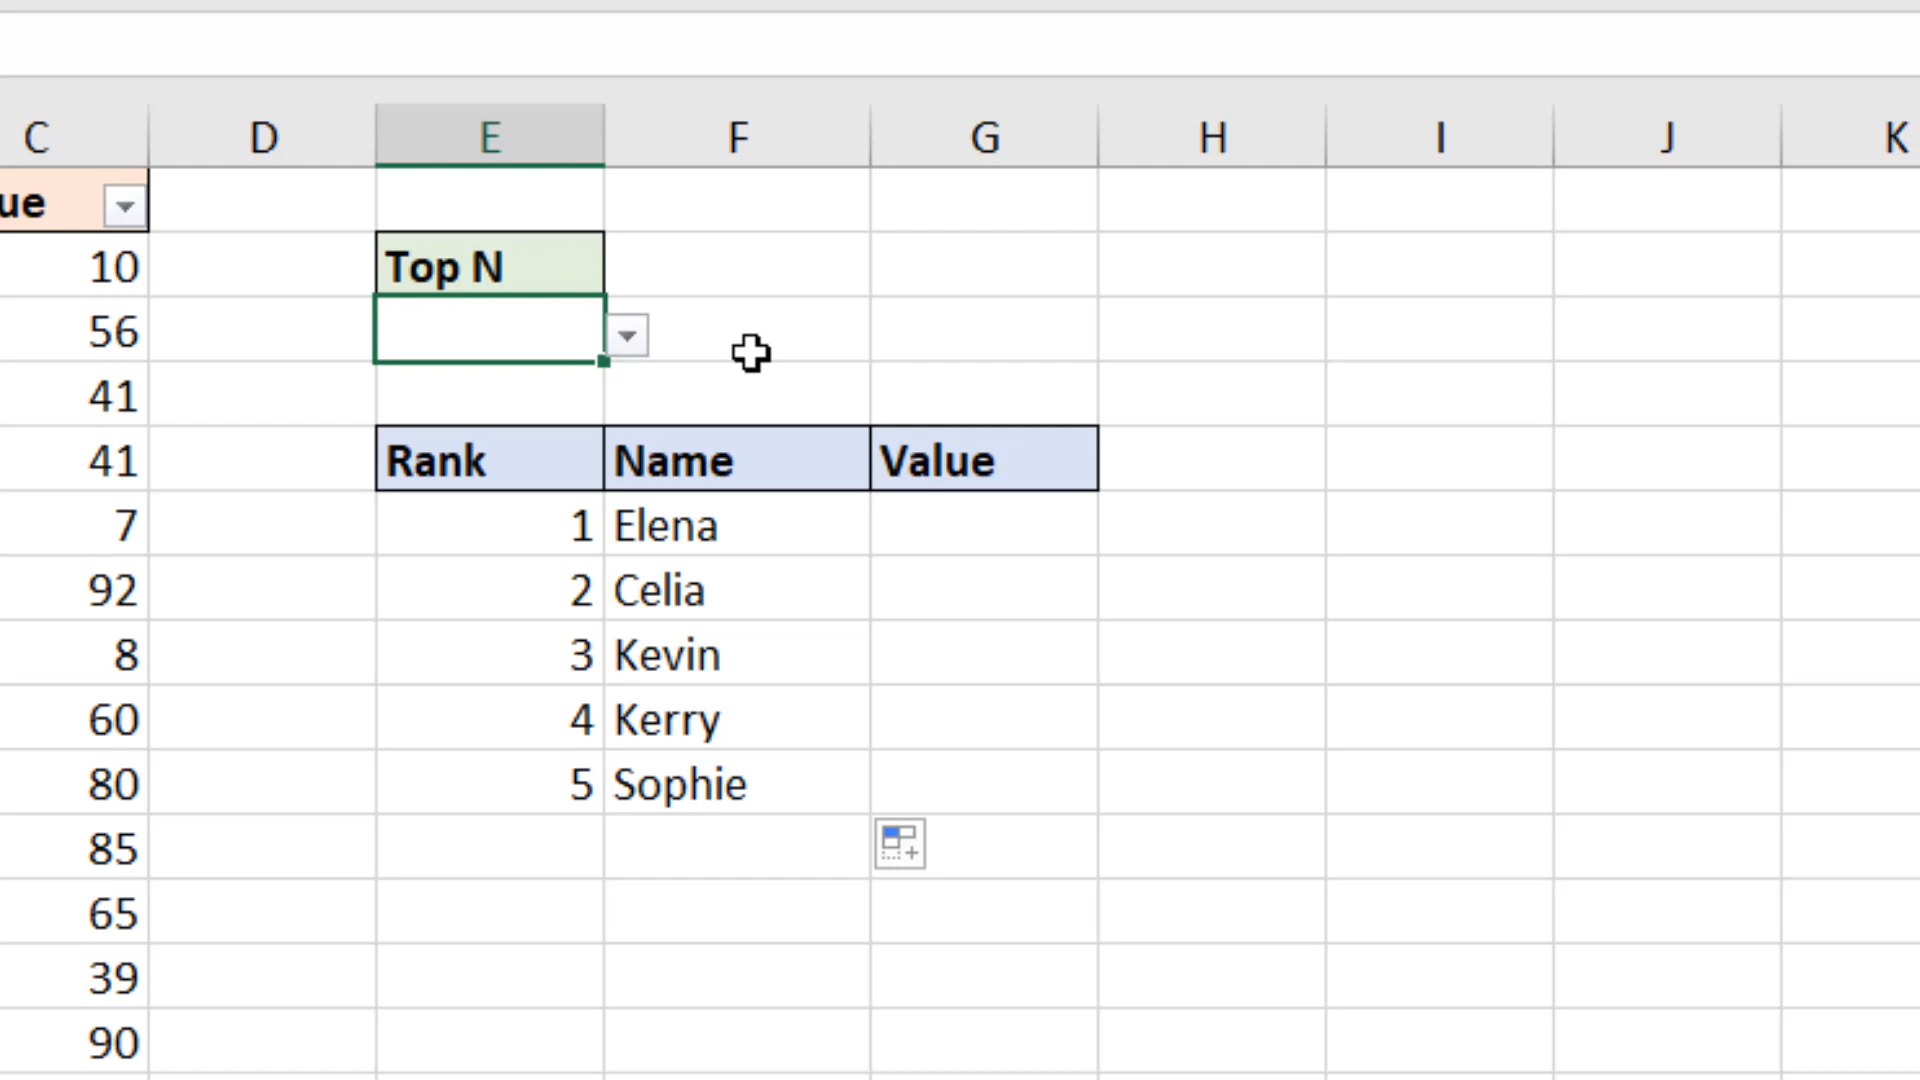 C D E F G H I J K
ue
10 Top N
56
41
41 Rank Name Value
7 1 Elena
92 2 Celia
8 3 Kevin
60 4 Kerry
80 5 Sophie
85
65
39
90